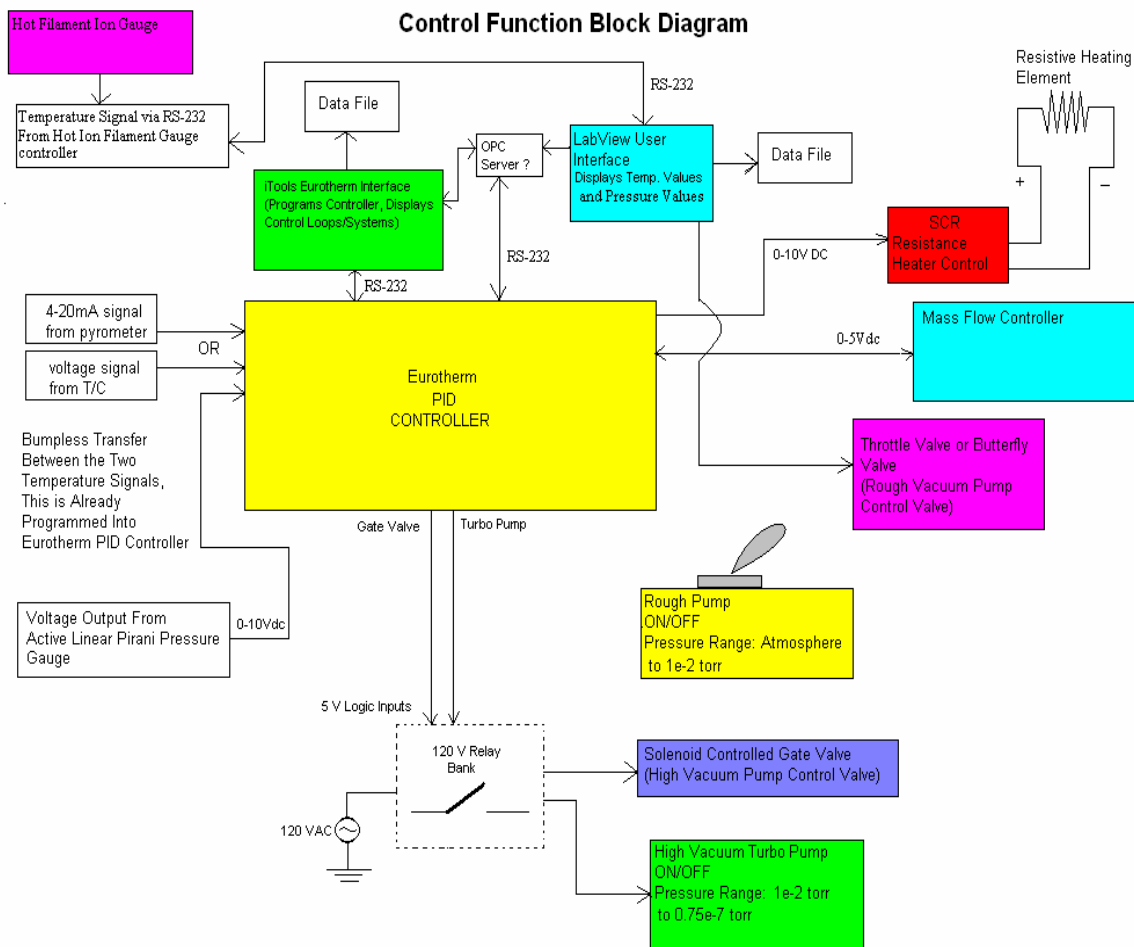 Control Function Block Diagram
Hot Filament Ion Gauge
Temperature Signal via RS-232
From Hot Ion Filament Gauge
controller
Data File
RS-232
OPC
Server ?
LabView User
Interface
Displays Temp. Values
and Pressure Values
Data File
Resistive Heating
Element
+
–
iTools Eurotherm Interface
(Programs Controller, Displays
Control Loops/Systems)
SCR
Resistance
Heater Control
0-10V DC
RS-232
RS-232
4-20mA signal
from pyrometer
OR
voltage signal
from T/C
Eurotherm
PID
CONTROLLER
0-5Vdc
Mass Flow Controller
Throttle Valve or Butterfly
Valve
(Rough Vacuum Pump
Control Valve)
Bumpless Transfer
Between the Two
Temperature Signals,
This is Already
Programmed Into
Eurotherm PID Controller
Gate Valve
Turbo Pump
Voltage Output From
Active Linear Pirani Pressure
Gauge
0-10Vdc
Rough Pump
ON/OFF
Pressure Range: Atmosphere
to 1e-2 torr
5 V Logic Inputs
120 V Relay
Bank
120 VAC
Solenoid Controlled Gate Valve
(High Vacuum Pump Control Valve)
High Vacuum Turbo Pump
ON/OFF
Pressure Range: 1e-2 torr
to 0.75e-7 torr